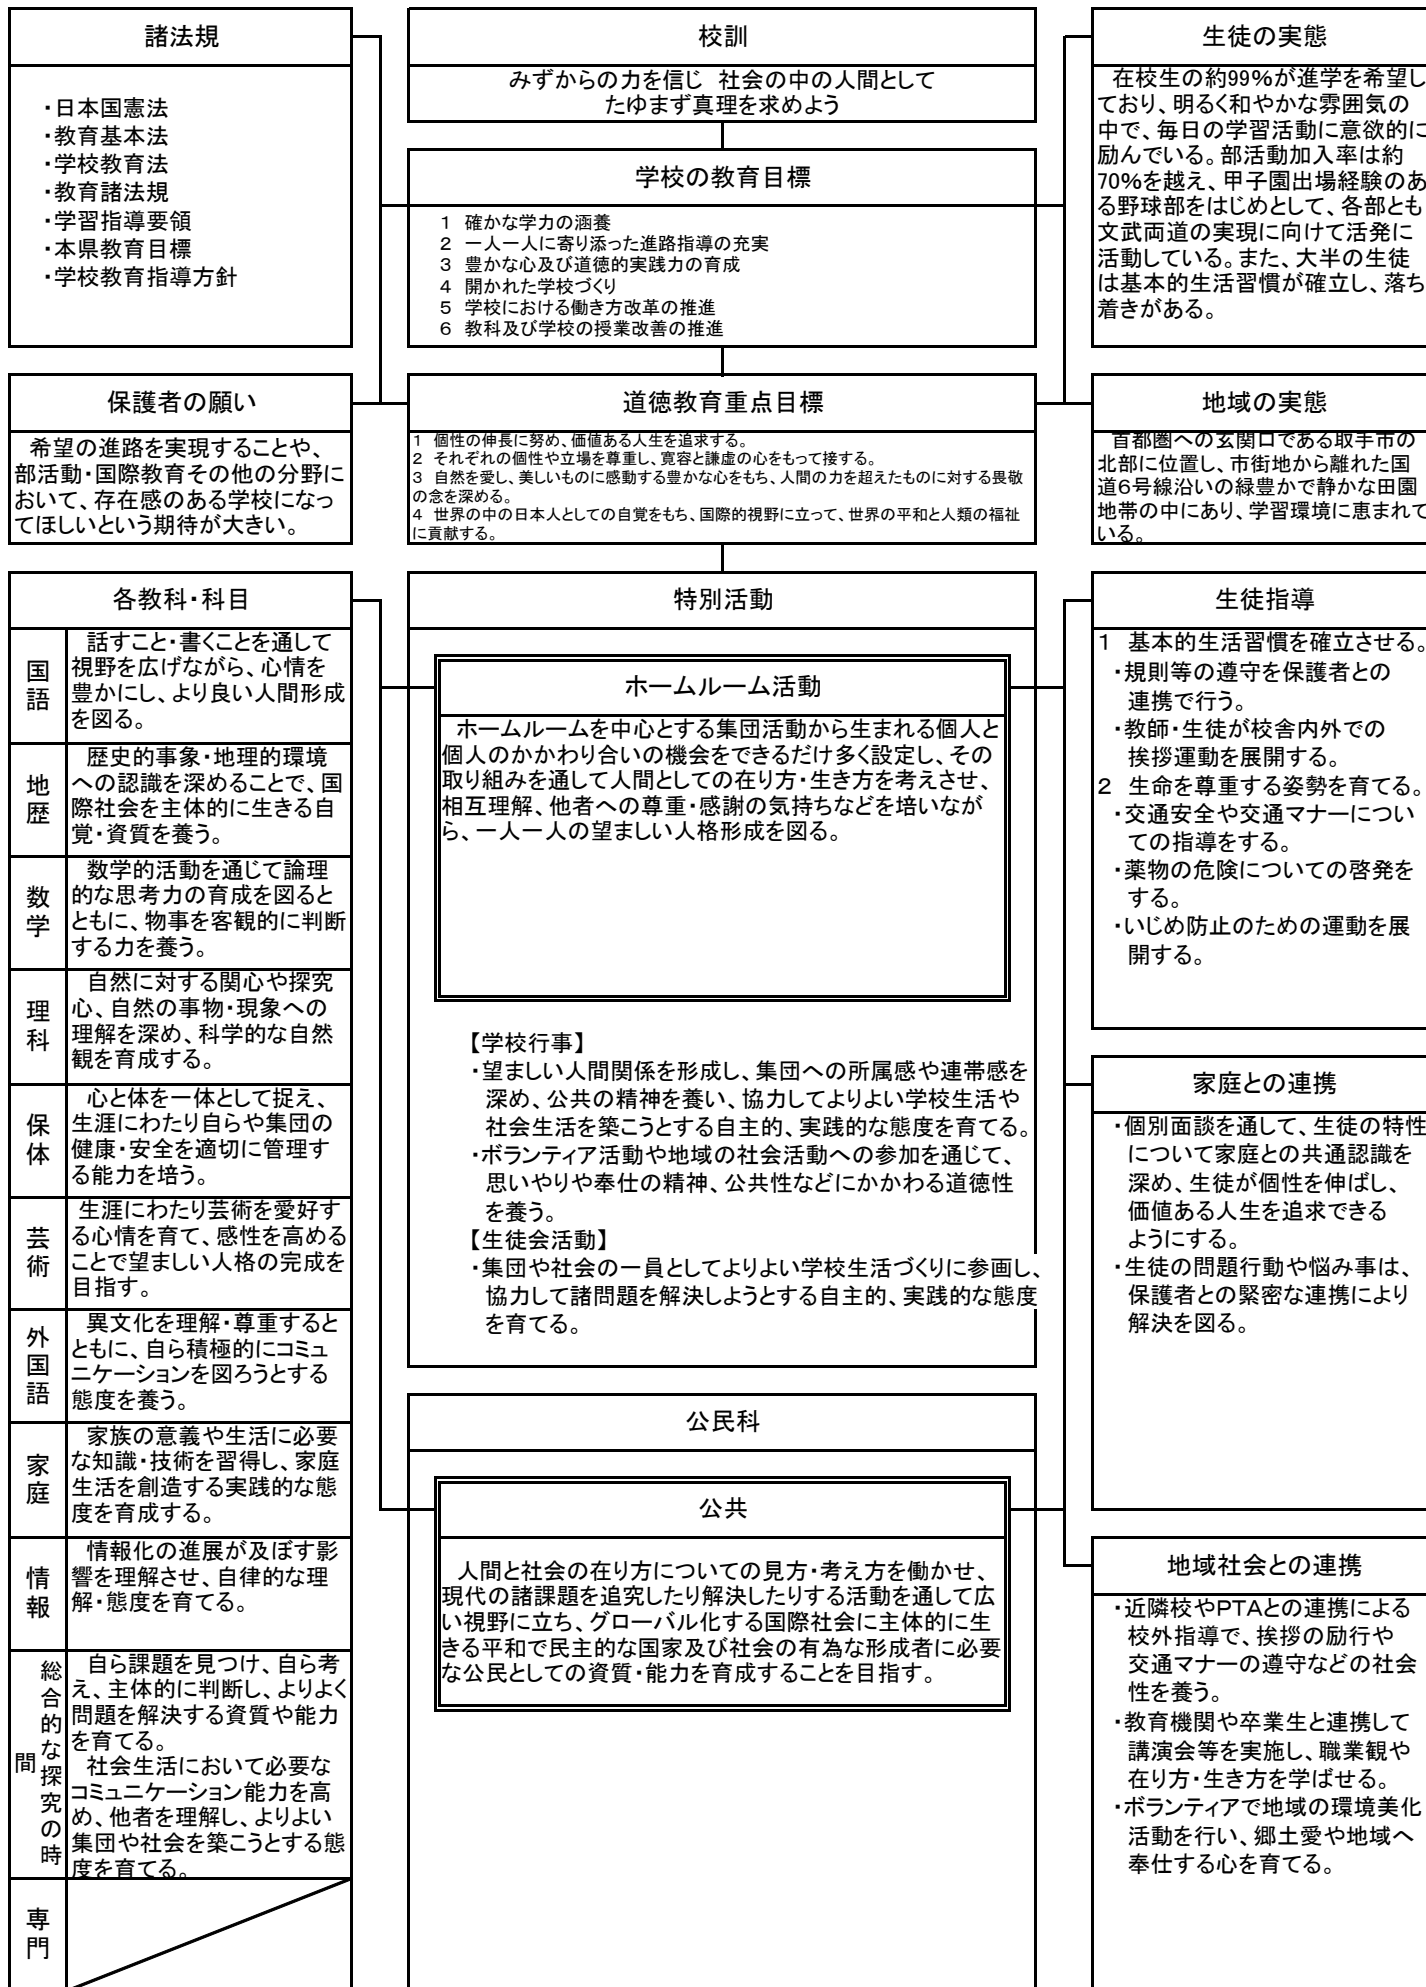 諸法規
・日本国憲法
・教育基本法
・学校教育法
・教育諸法規
・学習指導要領
・本県教育目標
・学校教育指導方針
校訓
みずからの力を信じ 社会の中の人間として
たゆまず真理を求めよう
学校の教育目標
1 確かな学力の涵養
2 一人一人に寄り添った進路指導の充実
3 豊かな心及び道徳的実践力の育成
4 開かれた学校づくり
5 学校における働き方改革の推進
6 教科及び学校の授業改善の推進
生徒の実態
在校生の約99%が進学を希望し
ており、明るく和やかな雰囲気の
中で、毎日の学習活動に意欲的に
励んでいる。部活動加入率は約
70%を越え、甲子園出場経験のあ
る野球部をはじめとして、各部とも
文武両道の実現に向けて活発に
活動している。また、大半の生徒
は基本的生活習慣が確立し、落ち
着きがある。
保護者の願い
希望の進路を実現することや、
部活動・国際教育その他の分野に
おいて、存在感のある学校になっ
てほしいという期待が大きい。
道徳教育重点目標
1 個性の伸長に努め、価値ある人生を追求する。
2 それぞれの個性や立場を尊重し、寛容と謙虚の心をもって接する。
3 自然を愛し、美しいものに感動する豊かな心をもち、人間の力を超えたものに対する畏敬
の念を深める。
4 世界の中の日本人としての自覚をもち、国際的視野に立って、世界の平和と人類の福祉
に貢献する。
地域の実態
首都圏への玄関口である取手市の
北部に位置し、市街地から離れた国
道6号線沿いの緑豊かで静かな田園
地帯の中にあり、学習環境に恵まれて
いる。
各教科・科目
国語
話すこと・書くことを通して
視野を広げながら、心情を
豊かにし、より良い人間形成
を図る。
地歴
歴史的事象・地理的環境
への認識を深めることで、国
際社会を主体的に生きる自
覚・資質を養う。
数学
数学的活動を通じて論理
的な思考力の育成を図ると
ともに、物事を客観的に判断
する力を養う。
理科
自然に対する関心や探究
心、自然の事物・現象への
理解を深め、科学的な自然
観を育成する。
保体
心と体を一体として捉え、
生涯にわたり自らや集団の
健康・安全を適切に管理す
る能力を培う。
芸術
生涯にわたり芸術を愛好す
る心情を育て、感性を高める
ことで望ましい人格の完成を
目指す。
外国語
異文化を理解・尊重すると
ともに、自ら積極的にコミュ
ニケーションを図ろうとする
態度を養う。
家庭
家族の意義や生活に必要
な知識・技術を習得し、家庭
生活を創造する実践的な態
度を育成する。
情報
情報化の進展が及ぼす影
響を理解させ、自律的な理
解・態度を育てる。
総合的な探究の時
間
自ら課題を見つけ、自ら考
え、主体的に判断し、よりよく
問題を解決する資質や能力
を育てる。
社会生活において必要な
コミュニケーション能力を高
め、他者を理解し、よりよい
集団や社会を築こうとする態
度を育てる。
専門
特別活動
ホームルーム活動
ホームルームを中心とする集団活動から生まれる個人と
個人のかかわり合いの機会をできるだけ多く設定し、その
取り組みを通して人間としての在り方・生き方を考えさせ、
相互理解、他者への尊重・感謝の気持ちなどを培いなが
ら、一人一人の望ましい人格形成を図る。
【学校行事】
・望ましい人間関係を形成し、集団への所属感や連帯感を
深め、公共の精神を養い、協力してよりよい学校生活や
社会生活を築こうとする自主的、実践的な態度を育てる。
・ボランティア活動や地域の社会活動への参加を通じて、
思いやりや奉仕の精神、公共性などにかかわる道徳性
を養う。
【生徒会活動】
・集団や社会の一員としてよりよい学校生活づくりに参画し、
協力して諸問題を解決しようとする自主的、実践的な態度
を育てる。
公民科
公共
人間と社会の在り方についての見方・考え方を働かせ、
現代の諸課題を追究したり解決したりする活動を通して広
い視野に立ち、グローバル化する国際社会に主体的に生
きる平和で民主的な国家及び社会の有為な形成者に必要
な公民としての資質・能力を育成することを目指す。
生徒指導
1 基本的生活習慣を確立させる。
・規則等の遵守を保護者との
連携で行う。
・教師・生徒が校舎内外での
挨拶運動を展開する。
2 生命を尊重する姿勢を育てる。
・交通安全や交通マナーについ
ての指導をする。
・薬物の危険についての啓発を
する。
・いじめ防止のための運動を展
開する。
家庭との連携
・個別面談を通して、生徒の特性
について家庭との共通認識を
深め、生徒が個性を伸ばし、
価値ある人生を追求できる
ようにする。
・生徒の問題行動や悩み事は、
保護者との緊密な連携により
解決を図る。
地域社会との連携
・近隣校やPTAとの連携による
校外指導で、挨拶の励行や
交通マナーの遵守などの社会
性を養う。
・教育機関や卒業生と連携して
講演会等を実施し、職業観や
在り方・生き方を学ばせる。
・ボランティアで地域の環境美化
活動を行い、郷土愛や地域へ
奉仕する心を育てる。